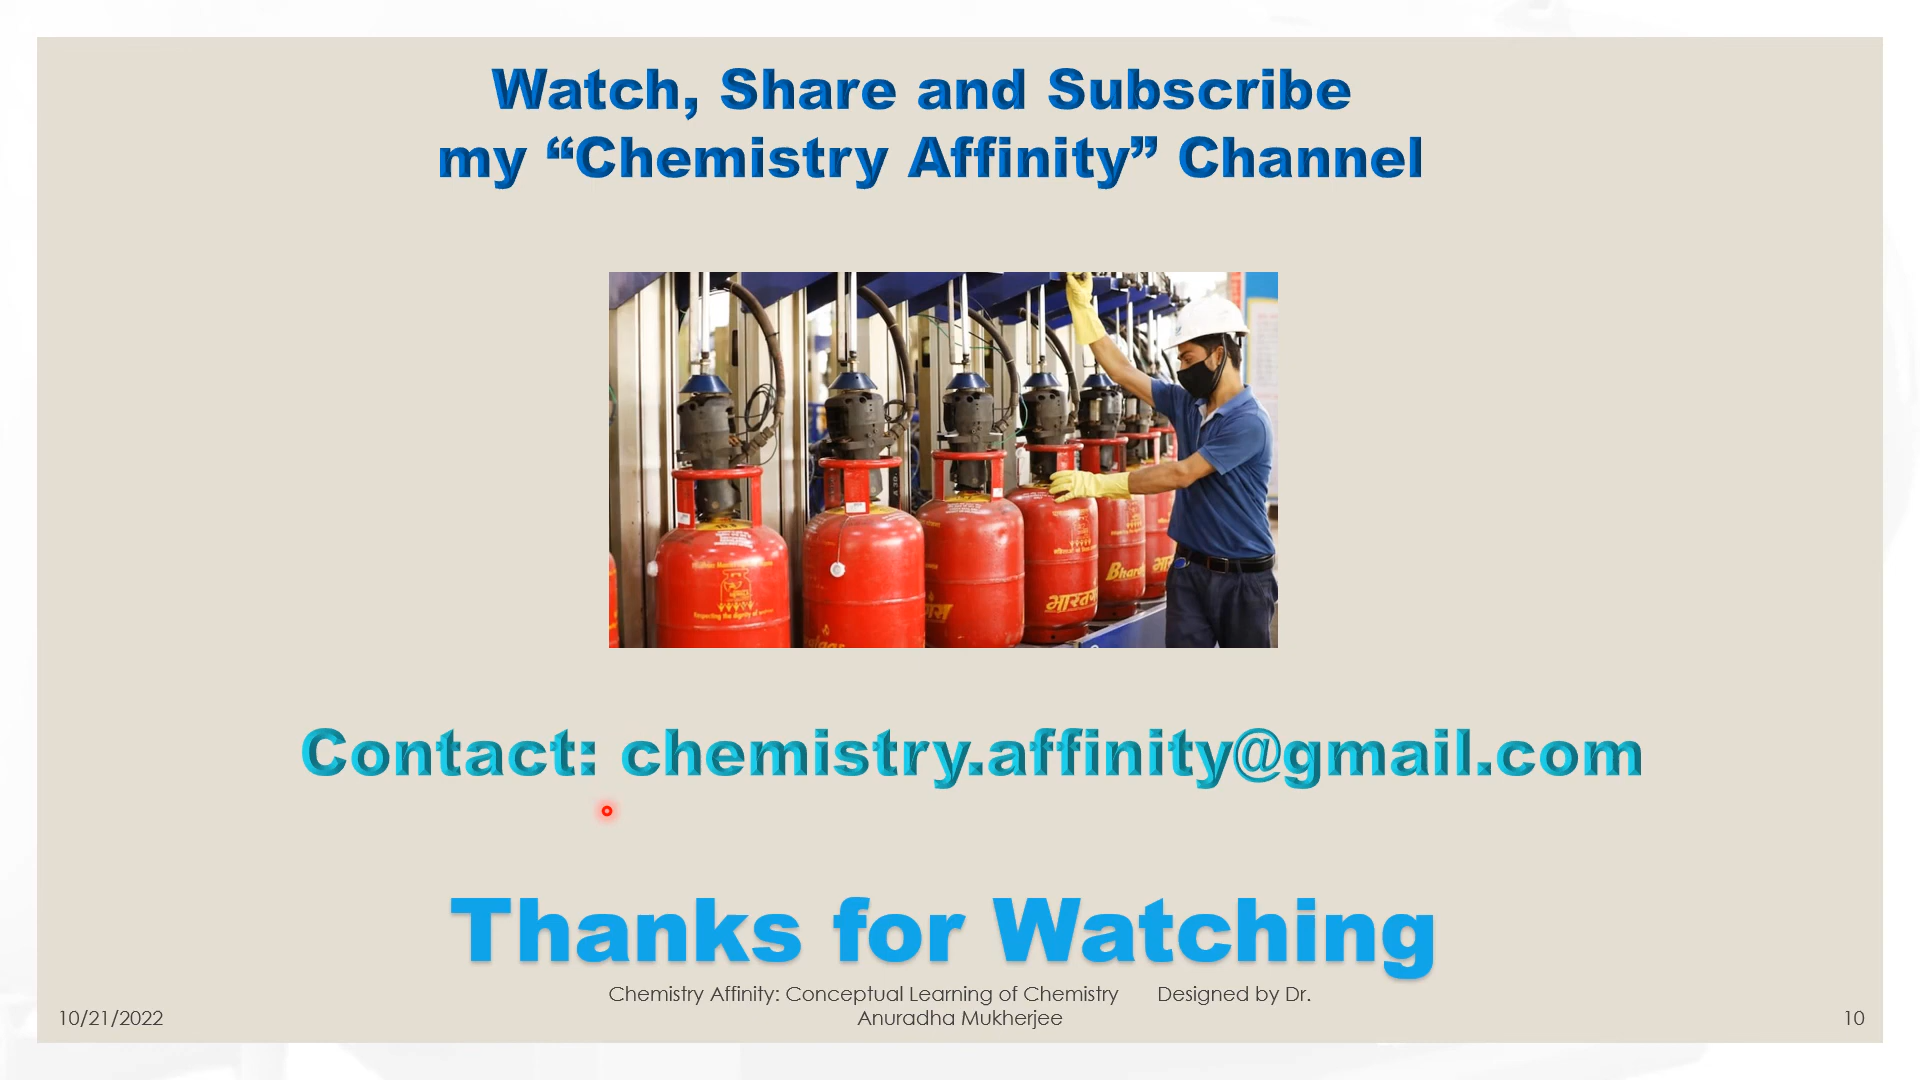 Watch, Share and Subscribe
my “Chemistry Affinity” Channel
भारत
Contact: chemistry.affinity@gmail.com
Thanks for Watching
Chemistry Affinity: Conceptual Learning of Chemistry Designed by Dr.
Anuradha Mukherjee
10/21/2022
10